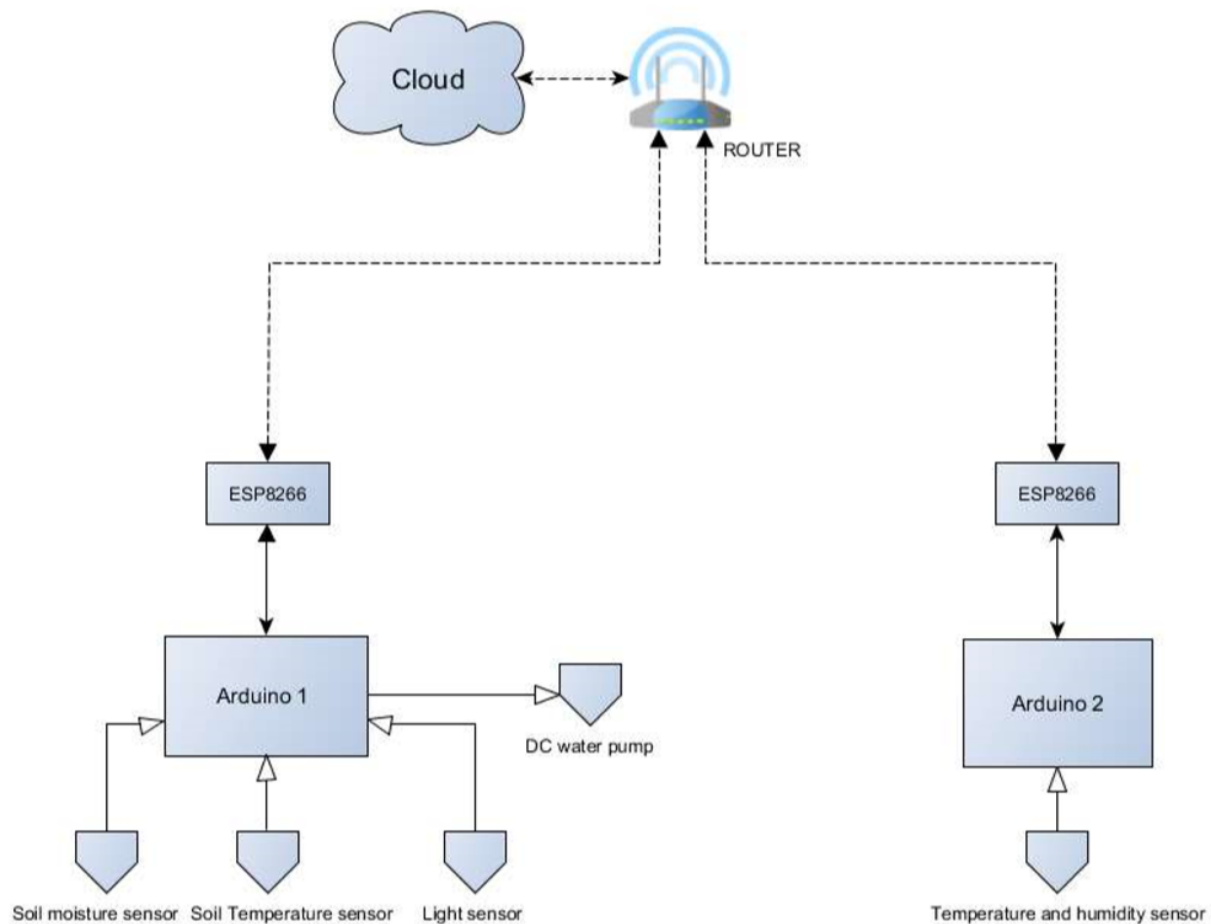 Cloud
ROUTER
ESP8266
ESP8266
Arduino 1
Arduino 2
DC water pump
Soil moisture sensor
Soil Temperature sensor
Light sensor
Temperature and humidity sensor